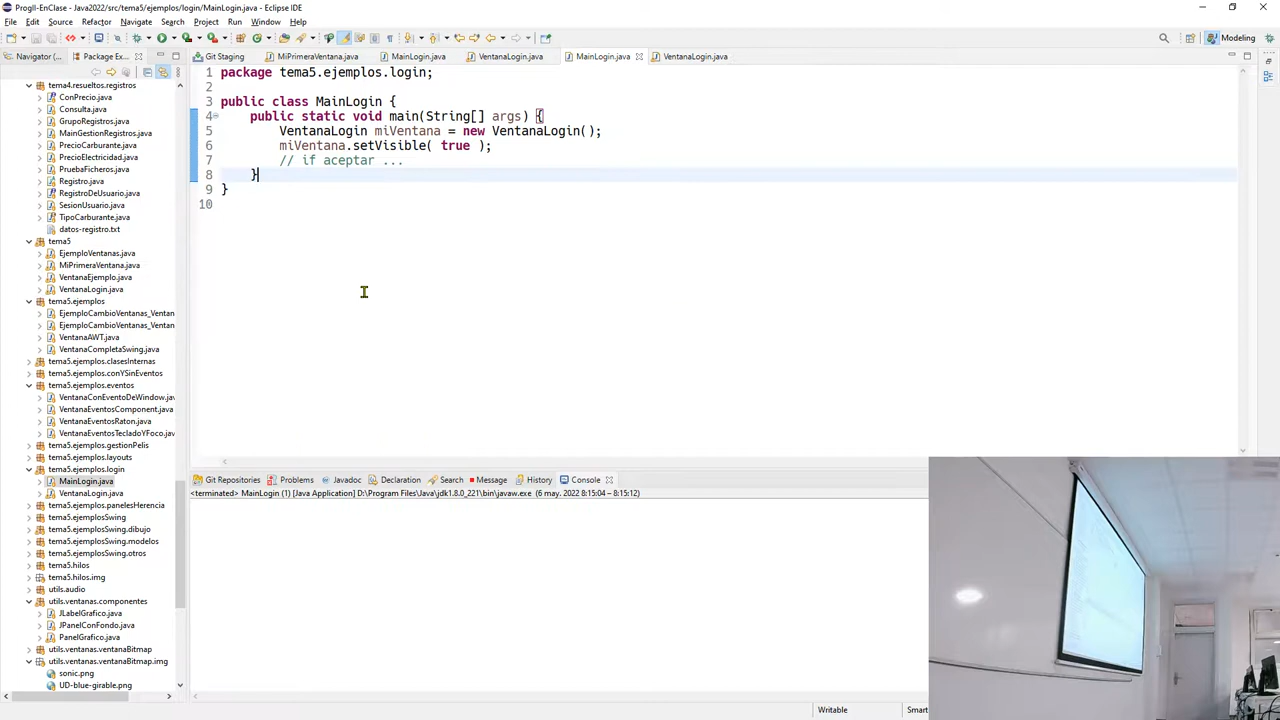 ProgII-EnClase - Java2022/src/tema5/ejemplos/login/MainLogin.java - Eclipse IDE
File Edit Source Refactor Navigate Search Project Run Window Help
Modeling
Navigator (...
Package Ex...
Git Staging
MiPrimeraVentana.java
MainLogin.java
VentanaLogin.java
MainLogin.java
VentanaLogin.java
tema4.resueltos.registros
ConPrecio.java
Consulta.java
GrupoRegistros.java
MainGestionRegistros.java
PrecioCarburante.java
PrecioElectricidad.java
PruebaFicheros.java
Registro.java
RegistroDeUsuario.java
SesionUsuario.java
TipoCarburante.java
datos-registro.txt
tema5
EjemploVentanas.java
MiPrimeraVentana.java
VentanaEjemplo.java
VentanaLogin.java
tema5.ejemplos
EjemploCambioVentanas_Ventan
EjemploCambioVentanas_Ventan
VentanaAWT.java
VentanaCompletaSwing.java
tema5.ejemplos.clasesInternas
tema5.ejemplos.conYSinEventos
tema5.ejemplos.eventos
VentanaConEventoDeWindow.jav
VentanaEventosComponent.java
VentanaEventosRaton.java
VentanaEventosTecladoYFoco.jav
tema5.ejemplos.gestionPelis
tema5.ejemplos.layouts
tema5.ejemplos.login
MainLogin.java
VentanaLogin.java
tema5.ejemplos.panelesHerencia
tema5.ejemplosSwing
tema5.ejemplosSwing.dibujo
tema5.ejemplosSwing.modelos
tema5.ejemplosSwing.otros
tema5.hilos
tema5.hilos.img
utils.audio
utils.ventanas.componentes
JLabelGrafico.java
JPanelConFondo.java
PanelGrafico.java
utils.ventanas.ventanaBitmap
utils.ventanas.ventanaBitmap.img
sonic.png
UD-blue-girable.png
1 package tema5.ejemplos.login;
2
3 public class MainLogin {
4 public static void main(String[] args) {
5 VentanaLogin miVentana = new VentanaLogin();
6 miVentana.setVisible( true );
7 // if aceptar ...
8 }
9 }
10
Git Repositories Problems Javadoc Declaration Search Message History Console
<terminated> MainLogin (1) [Java Application] D:\Program Files\Java\jdk1.8.0_221\bin\javaw.exe (6 may. 2022 8:15:04 – 8:15:12)
Writable
Smart